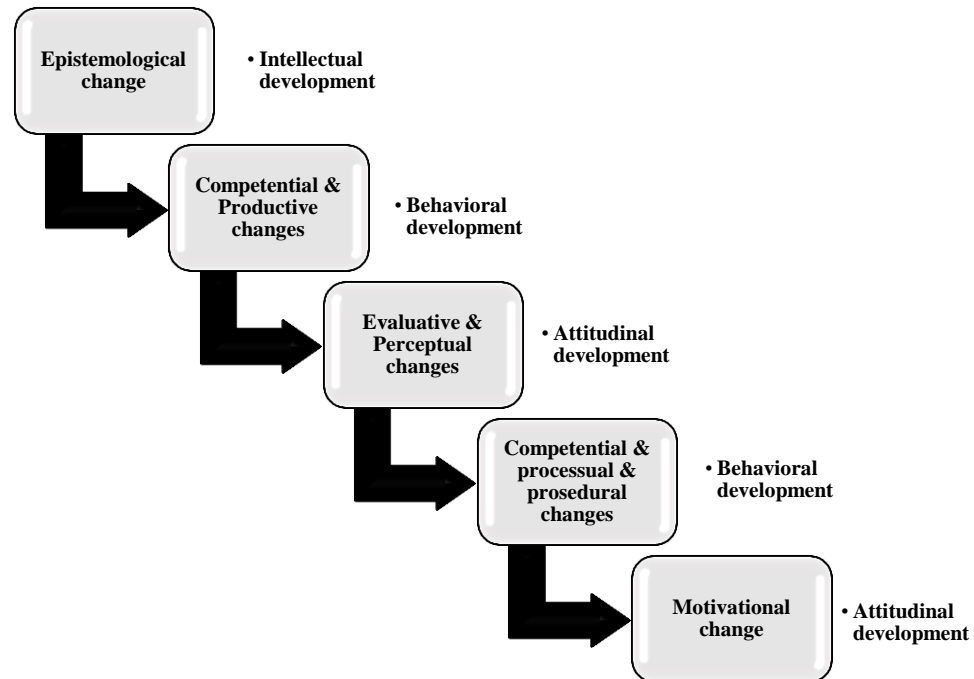 Epistemological
change
• Intellectual
development
Competential &
Productive
changes
• Behavioral
development
Evaluative &
Perceptual
changes
• Attitudinal
development
Competential &
processual &
prosedural
changes
• Behavioral
development
Motivational
change
• Attitudinal
development